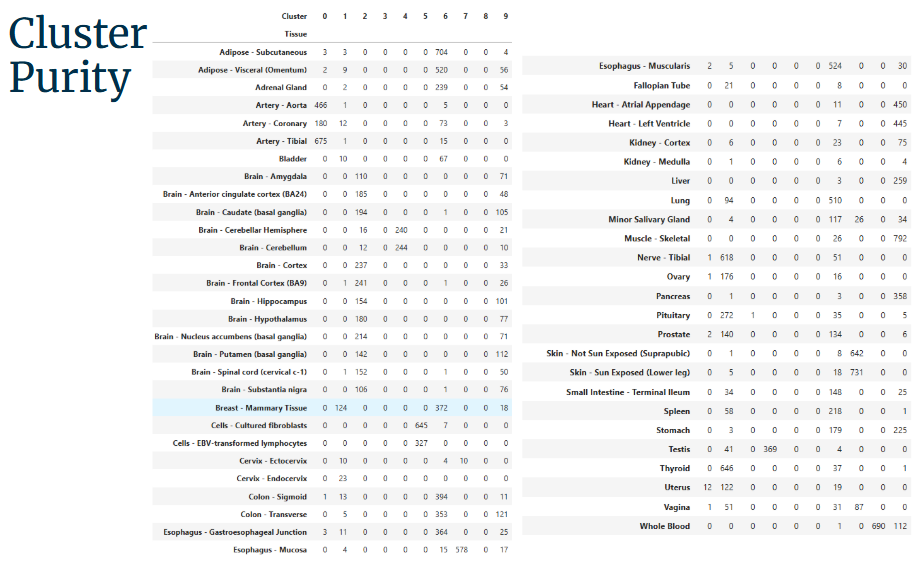 Cluster
Purity
Cluster 0 1 2 3 4 5 6 7 8 9
Tissue
Adipose - Subcutaneous 3 3 0 0 0 0 704 0 0 4
Adipose - Visceral (Omentum) 2 9 0 0 0 0 520 0 0 56
Adrenal Gland 0 2 0 0 0 0 239 0 0 54
Artery - Aorta 466 1 0 0 0 0 5 0 0 0
Artery - Coronary 180 12 0 0 0 0 73 0 0 3
Artery - Tibial 675 1 0 0 0 0 15 0 0 0
Bladder 0 10 0 0 0 0 67 0 0 0
Brain - Amygdala 0 0 110 0 0 0 0 0 0 71
Brain - Anterior cingulate cortex (BA24) 0 0 185 0 0 0 0 0 0 48
Brain - Caudate (basal ganglia) 0 0 194 0 0 0 1 0 0 105
Brain - Cerebellar Hemisphere 0 0 16 0 240 0 0 0 0 21
Brain - Cerebellum 0 0 12 0 244 0 0 0 0 10
Brain - Cortex 0 0 237 0 0 0 0 0 0 33
Brain - Frontal Cortex (BA9) 0 1 241 0 0 0 1 0 0 26
Brain - Hippocampus 0 0 154 0 0 0 0 0 0 101
Brain - Hypothalamus 0 0 180 0 0 0 0 0 0 77
Brain - Nucleus accumbens (basal ganglia) 0 0 214 0 0 0 0 0 0 71
Brain - Putamen (basal ganglia) 0 0 142 0 0 0 0 0 0 112
Brain - Spinal cord (cervical c-1) 0 1 152 0 0 0 1 0 0 50
Brain - Substantia nigra 0 0 106 0 0 0 1 0 0 76
Breast - Mammary Tissue 0 124 0 0 0 0 372 0 0 18
Cells - Cultured fibroblasts 0 0 0 0 0 645 7 0 0 0
Cells - EBV-transformed lymphocytes 0 0 0 0 0 327 0 0 0 0
Cervix - Ectocervix 0 10 0 0 0 0 4 10 0 0
Cervix - Endocervix 0 23 0 0 0 0 0 0 0 0
Colon - Sigmoid 1 13 0 0 0 0 394 0 0 11
Colon - Transverse 0 5 0 0 0 0 353 0 0 121
Esophagus - Gastroesophageal Junction 3 11 0 0 0 0 364 0 0 25
Esophagus - Mucosa 0 4 0 0 0 0 15 578 0 17
Esophagus - Muscularis 2 5 0 0 0 0 524 0 0 30
Fallopian Tube 0 21 0 0 0 0 8 0 0 0
Heart - Atrial Appendage 0 0 0 0 0 0 11 0 0 450
Heart - Left Ventricle 0 0 0 0 0 0 7 0 0 445
Kidney - Cortex 0 6 0 0 0 0 23 0 0 75
Kidney - Medulla 0 1 0 0 0 0 6 0 0 4
Liver 0 0 0 0 0 0 3 0 0 259
Lung 0 94 0 0 0 0 510 0 0 0
Minor Salivary Gland 0 4 0 0 0 0 117 26 0 34
Muscle - Skeletal 0 0 0 0 0 0 26 0 0 792
Nerve - Tibial 1 618 0 0 0 0 51 0 0 0
Ovary 1 176 0 0 0 0 16 0 0 0
Pancreas 0 1 0 0 0 0 3 0 0 358
Pituitary 0 272 1 0 0 0 35 0 0 5
Prostate 2 140 0 0 0 0 134 0 0 6
Skin - Not Sun Exposed (Suprapubic) 0 1 0 0 0 0 8 642 0 0
Skin - Sun Exposed (Lower leg) 0 5 0 0 0 0 18 731 0 0
Small Intestine - Terminal Ileum 0 34 0 0 0 0 148 0 0 25
Spleen 0 58 0 0 0 0 218 0 0 1
Stomach 0 3 0 0 0 0 179 0 0 225
Testis 0 41 0 369 0 0 4 0 0 0
Thyroid 0 646 0 0 0 0 37 0 0 1
Uterus 12 122 0 0 0 0 19 0 0 0
Vagina 1 51 0 0 0 0 31 87 0 0
Whole Blood 0 0 0 0 0 0 1 0 690 112